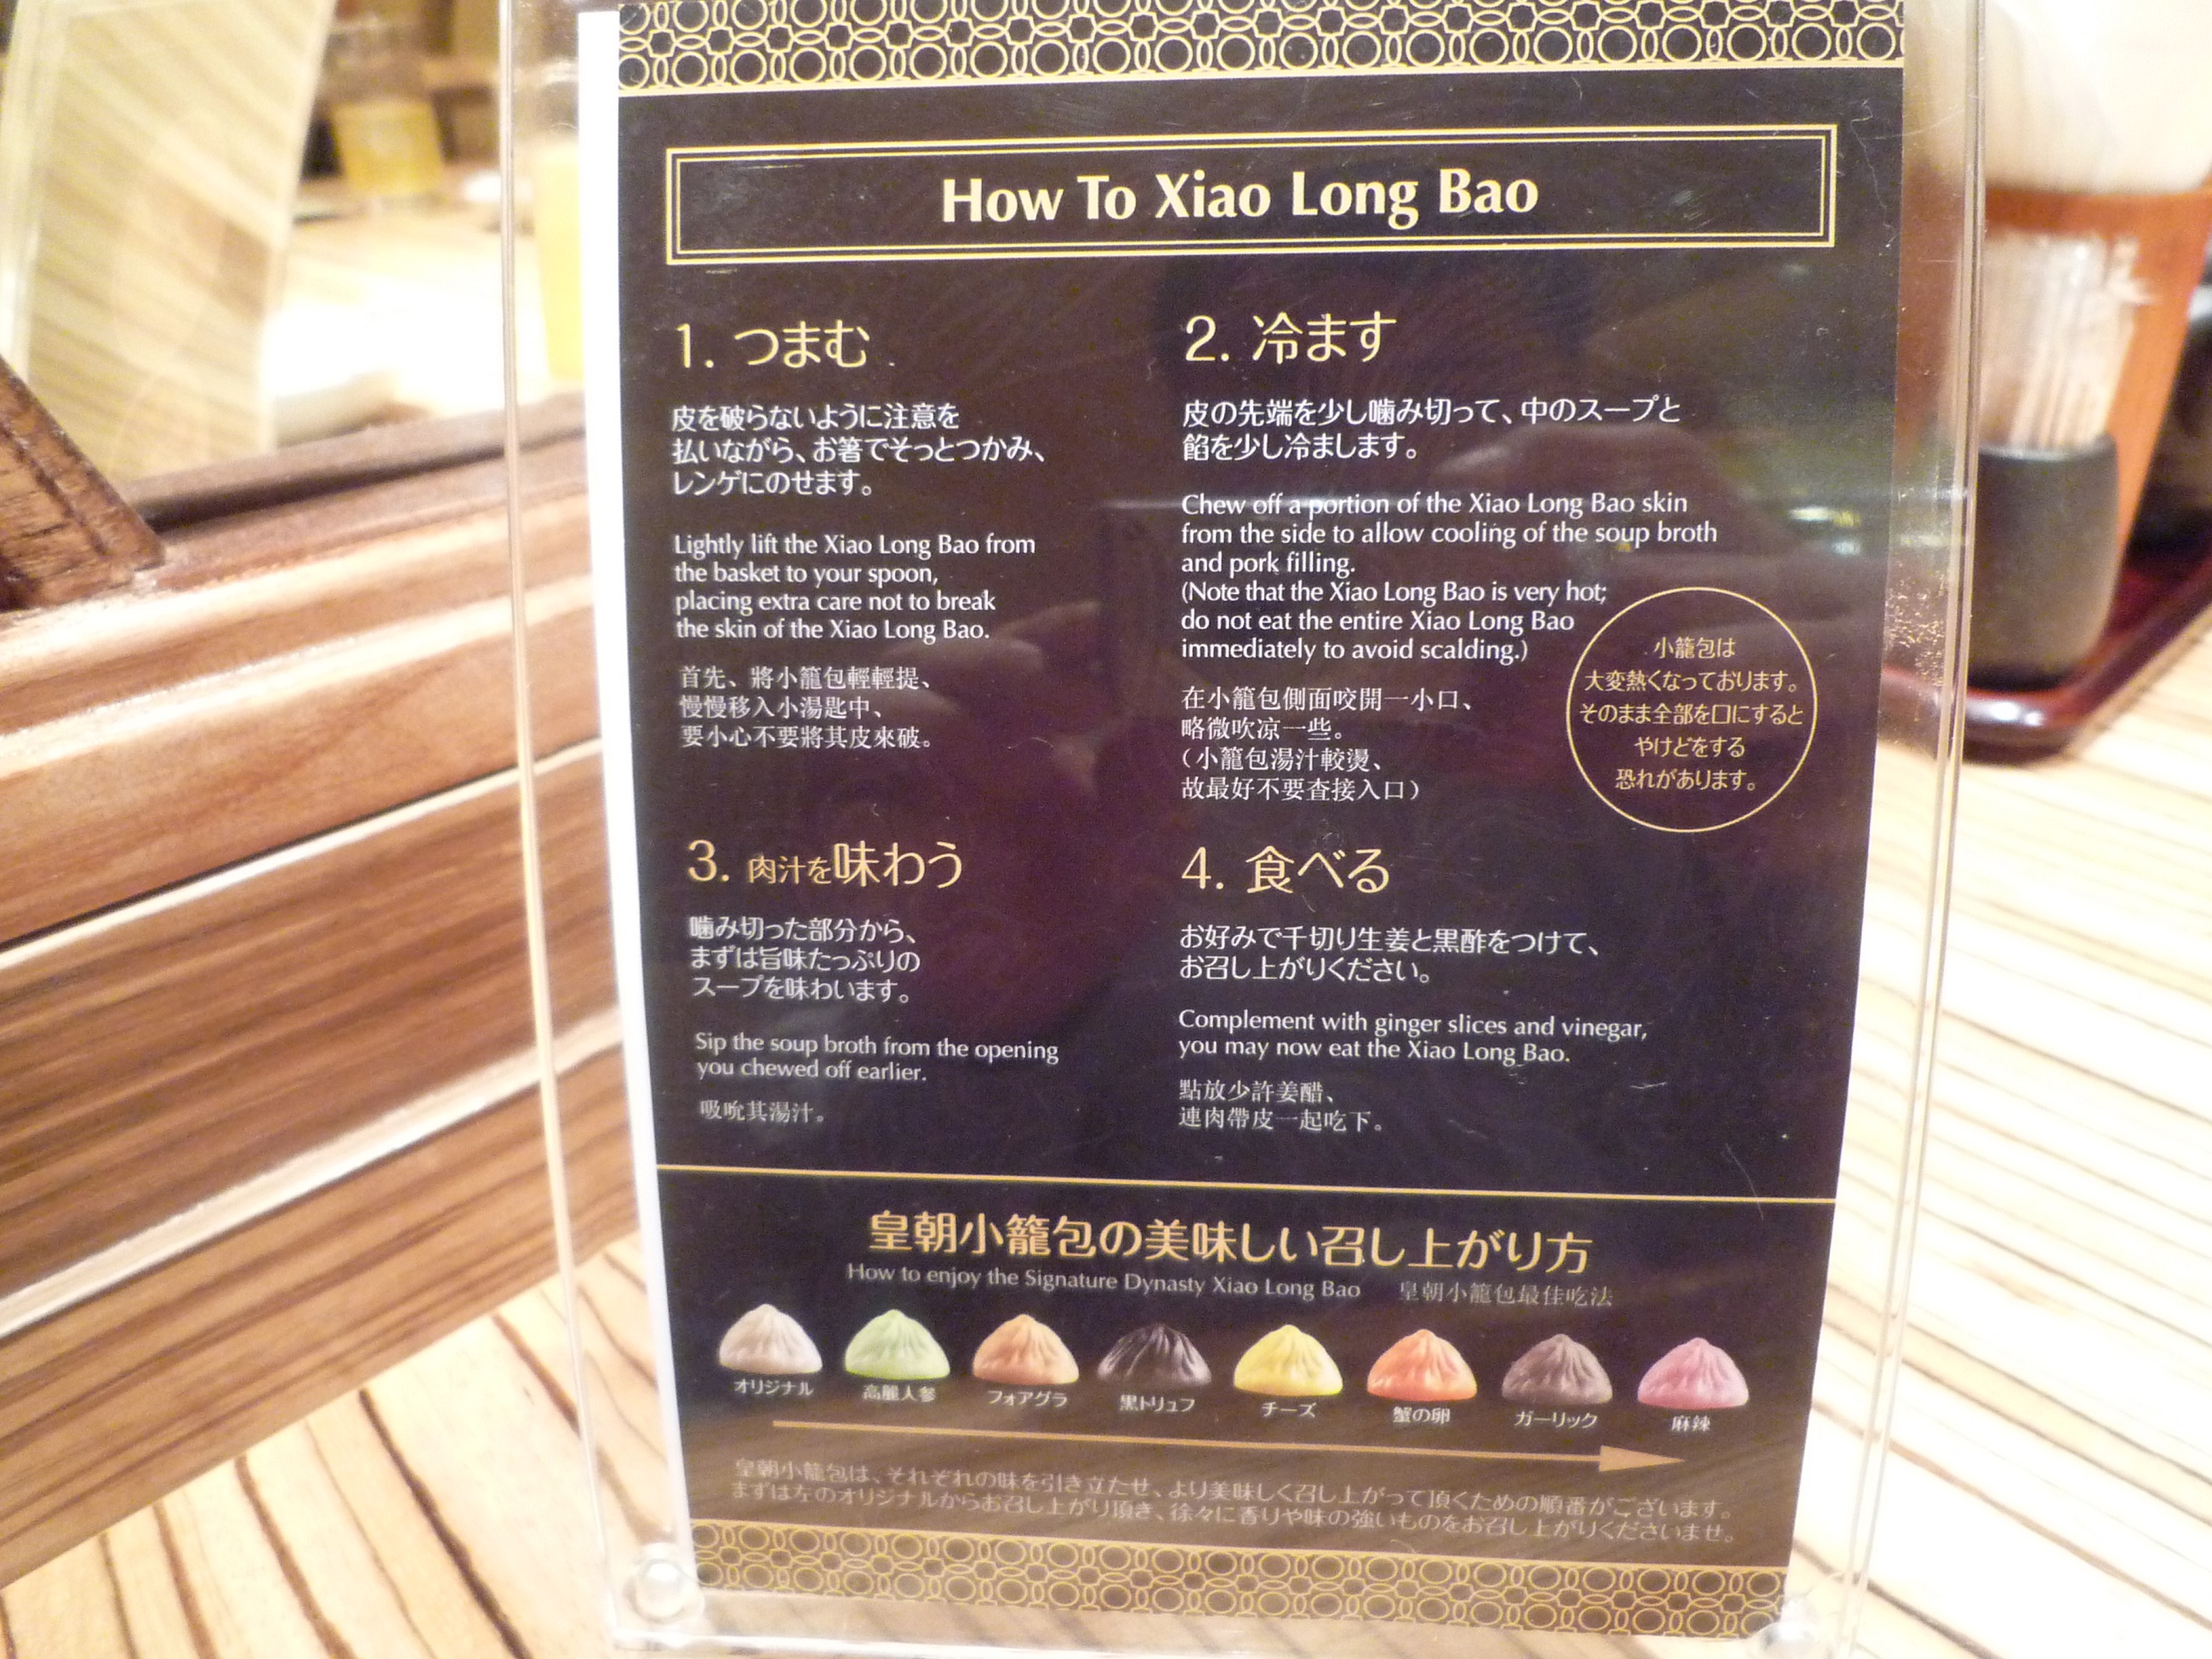 How To Xiao Long Bao
1. つまむ
皮を破らないように注意を
払いながら、お箸でそっとつかみ、
レンゲにのせます。
Lightly lift the Xiao Long Bao from
the basket to your spoon,
placing extra care not to break
the skin of the Xiao Long Bao.
首先、將小籠包輕輕提、
慢慢移入小湯匙中、
要小心不要將其皮來破。
2. 冷ます
皮の先端を少し噛み切って、中のスープと
餡を少し冷まします。
Chew off a portion of the Xiao Long Bao skin
from the side to allow cooling of the soup broth
and pork filling.
(Note that the Xiao Long Bao is very hot;
do not eat the entire Xiao Long Bao
immediately to avoid scalding.)
在小籠包側面咬開一小口、
略微吹凉一些。
（小籠包湯汁較燙、
故最好不要查接入口）
小籠包は
大変熱くなっております。
そのまま全部を口にすると
やけどをする
恐れがあります。
3. 肉汁を味わう
噛み切った部分から、
まずは旨味たっぷりの
スープを味わいます。
Sip the soup broth from the opening
you chewed off earlier.
吸吮其湯汁。
4. 食べる
お好みで千切り生姜と黒酢をつけて、
お召し上がりください。
Complement with ginger slices and vinegar,
you may now eat the Xiao Long Bao.
點放少許姜醋、
連肉帶皮一起吃下。
皇朝小籠包の美味しい召し上がり方
How to enjoy the Signature Dynasty Xiao Long Bao 皇朝小籠包最佳吃法
オリジナル 高麗人参 フォアグラ 黒トリュフ チーズ 蟹の卵 ガーリック 麻辣
皇朝小籠包は、それぞれの味を引き立たせ、より美味しく召し上がって頂くための順番がございます。
まずは左のオリジナルからお召し上がり頂き、徐々に香りや味の強いものをお召し上がりくださいませ。